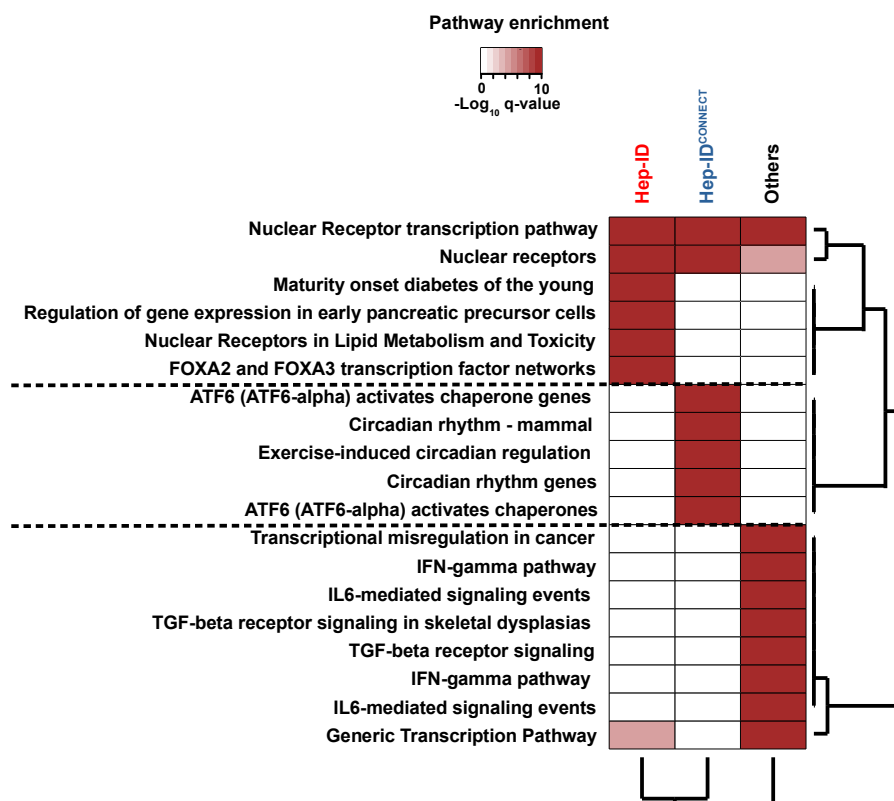 Pathway enrichment
0 10
-Log10 q-value
Hep-ID
Hep-IDCONNECT
Others
Nuclear Receptor transcription pathway
Nuclear receptors
Maturity onset diabetes of the young
Regulation of gene expression in early pancreatic precursor cells
Nuclear Receptors in Lipid Metabolism and Toxicity
FOXA2 and FOXA3 transcription factor networks
ATF6 (ATF6-alpha) activates chaperone genes
Circadian rhythm - mammal
Exercise-induced circadian regulation
Circadian rhythm genes
ATF6 (ATF6-alpha) activates chaperones
Transcriptional misregulation in cancer
IFN-gamma pathway
IL6-mediated signaling events
TGF-beta receptor signaling in skeletal dysplasias
TGF-beta receptor signaling
IFN-gamma pathway
IL6-mediated signaling events
Generic Transcription Pathway